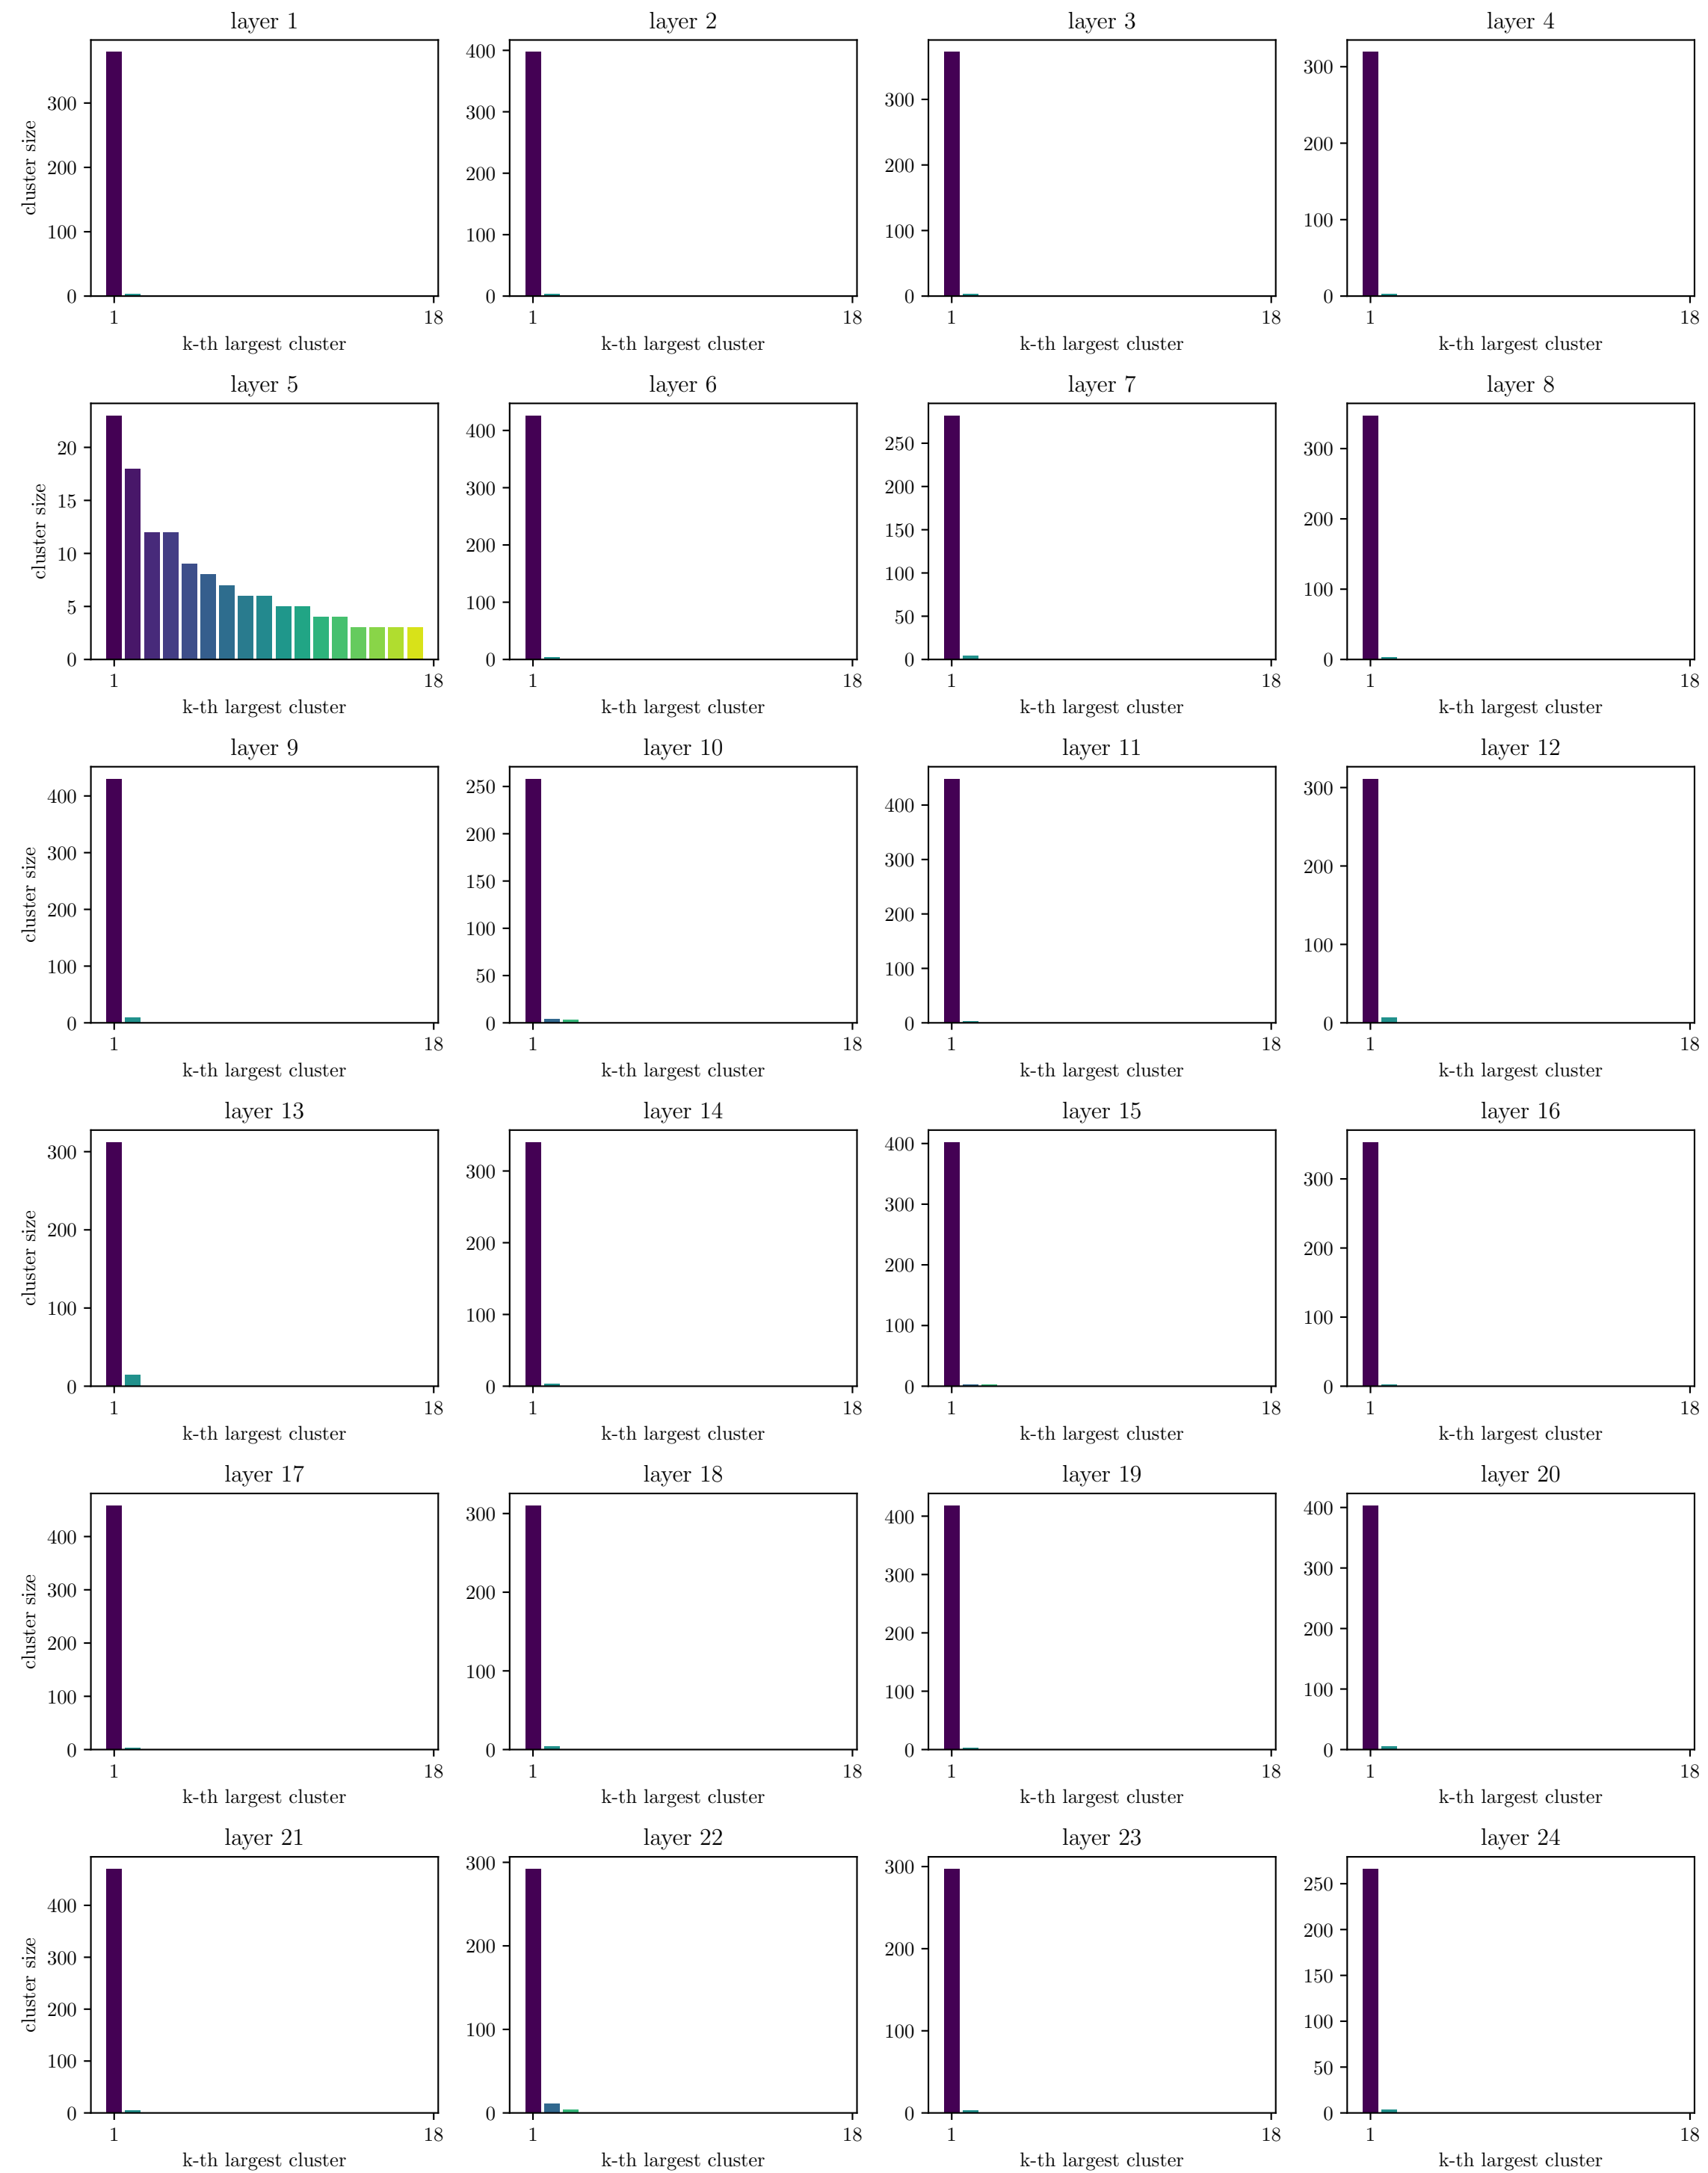 layer 1
300
200
100
0
cluster size
1
18
k-th largest cluster
layer 2
400
300
200
100
0
1
18
k-th largest cluster
layer 3
300
200
100
0
1
18
k-th largest cluster
layer 4
300
200
100
0
1
18
k-th largest cluster
layer 5
20
15
10
5
0
cluster size
1
18
k-th largest cluster
layer 6
400
300
200
100
0
1
18
k-th largest cluster
layer 7
250
200
150
100
50
0
1
18
k-th largest cluster
layer 8
300
200
100
0
1
18
k-th largest cluster
layer 9
400
300
200
100
0
cluster size
1
18
k-th largest cluster
layer 10
250
200
150
100
50
0
1
18
k-th largest cluster
layer 11
400
300
200
100
0
1
18
k-th largest cluster
layer 12
300
200
100
0
1
18
k-th largest cluster
layer 13
300
200
100
0
cluster size
1
18
k-th largest cluster
layer 14
300
200
100
0
1
18
k-th largest cluster
layer 15
400
300
200
100
0
1
18
k-th largest cluster
layer 16
300
200
100
0
1
18
k-th largest cluster
layer 17
400
300
200
100
0
cluster size
1
18
k-th largest cluster
layer 18
300
200
100
0
1
18
k-th largest cluster
layer 19
400
300
200
100
0
1
18
k-th largest cluster
layer 20
400
300
200
100
0
1
18
k-th largest cluster
layer 21
400
300
200
100
0
cluster size
1
18
k-th largest cluster
layer 22
300
200
100
0
1
18
k-th largest cluster
layer 23
300
200
100
0
1
18
k-th largest cluster
layer 24
250
200
150
100
50
0
1
18
k-th largest cluster